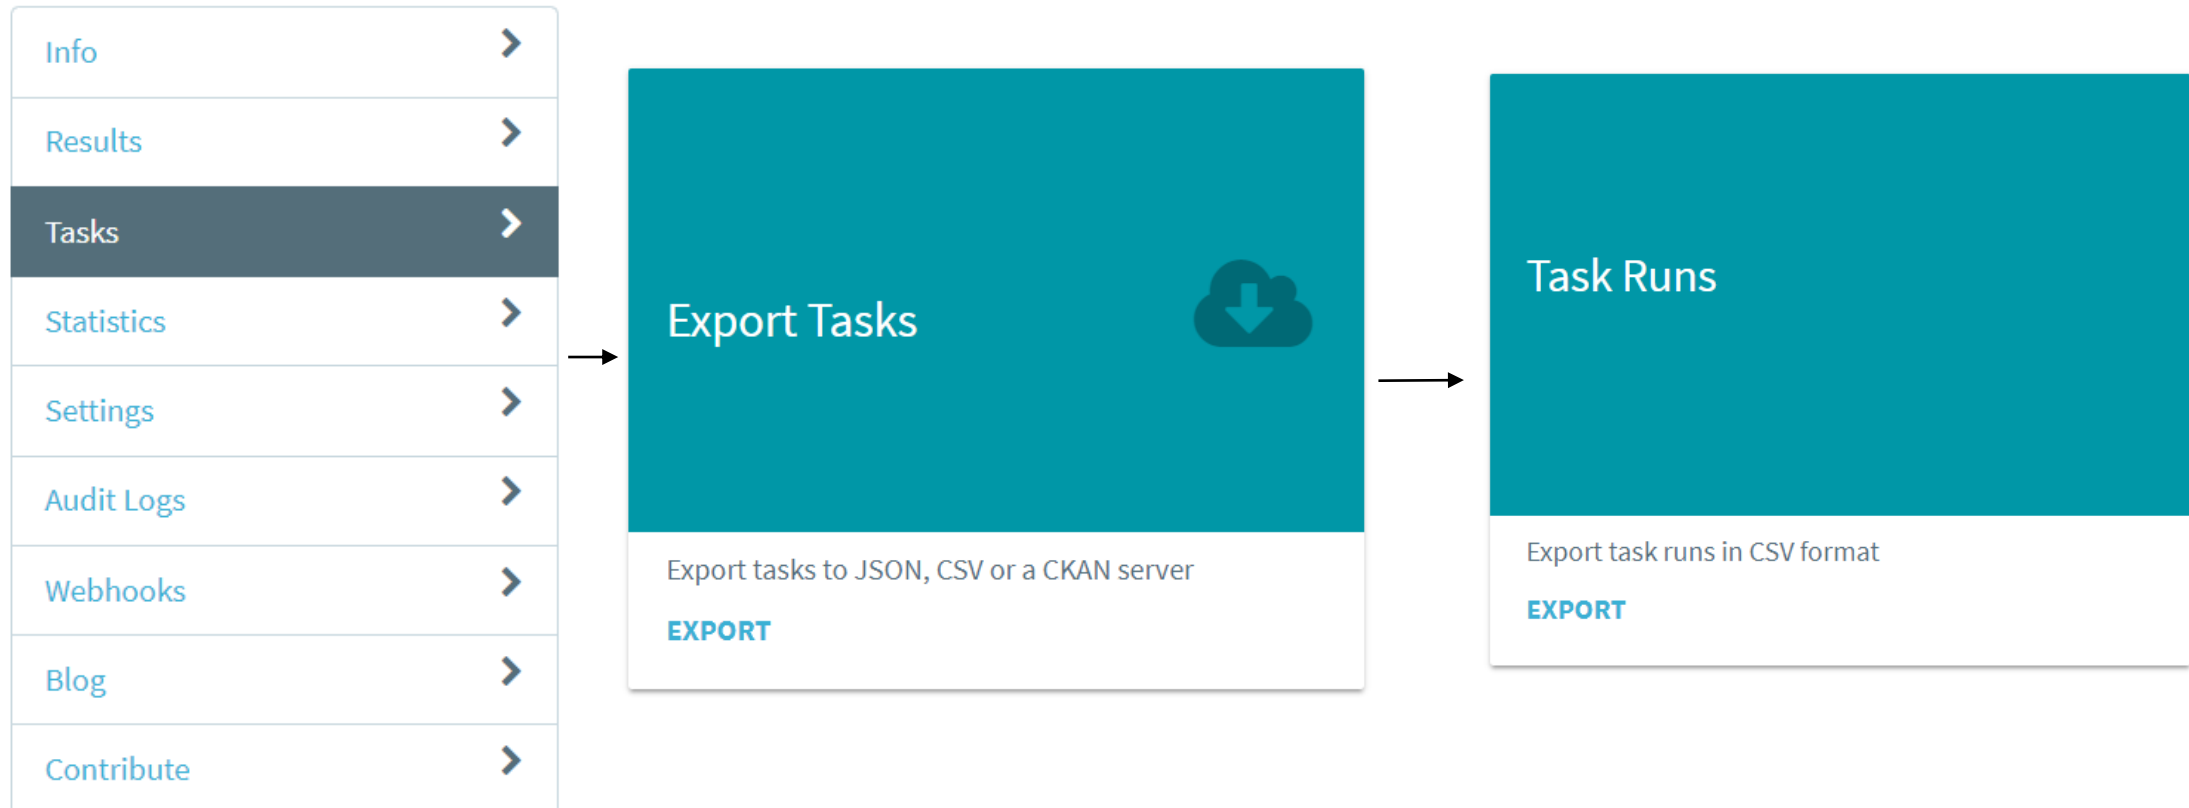 Info
Results
Tasks
Statistics
Settings
Audit Logs
Webhooks
Blog
Contribute
Export Tasks
Export tasks to JSON, CSV or a CKAN server
EXPORT
Task Runs
Export task runs in CSV format
EXPORT